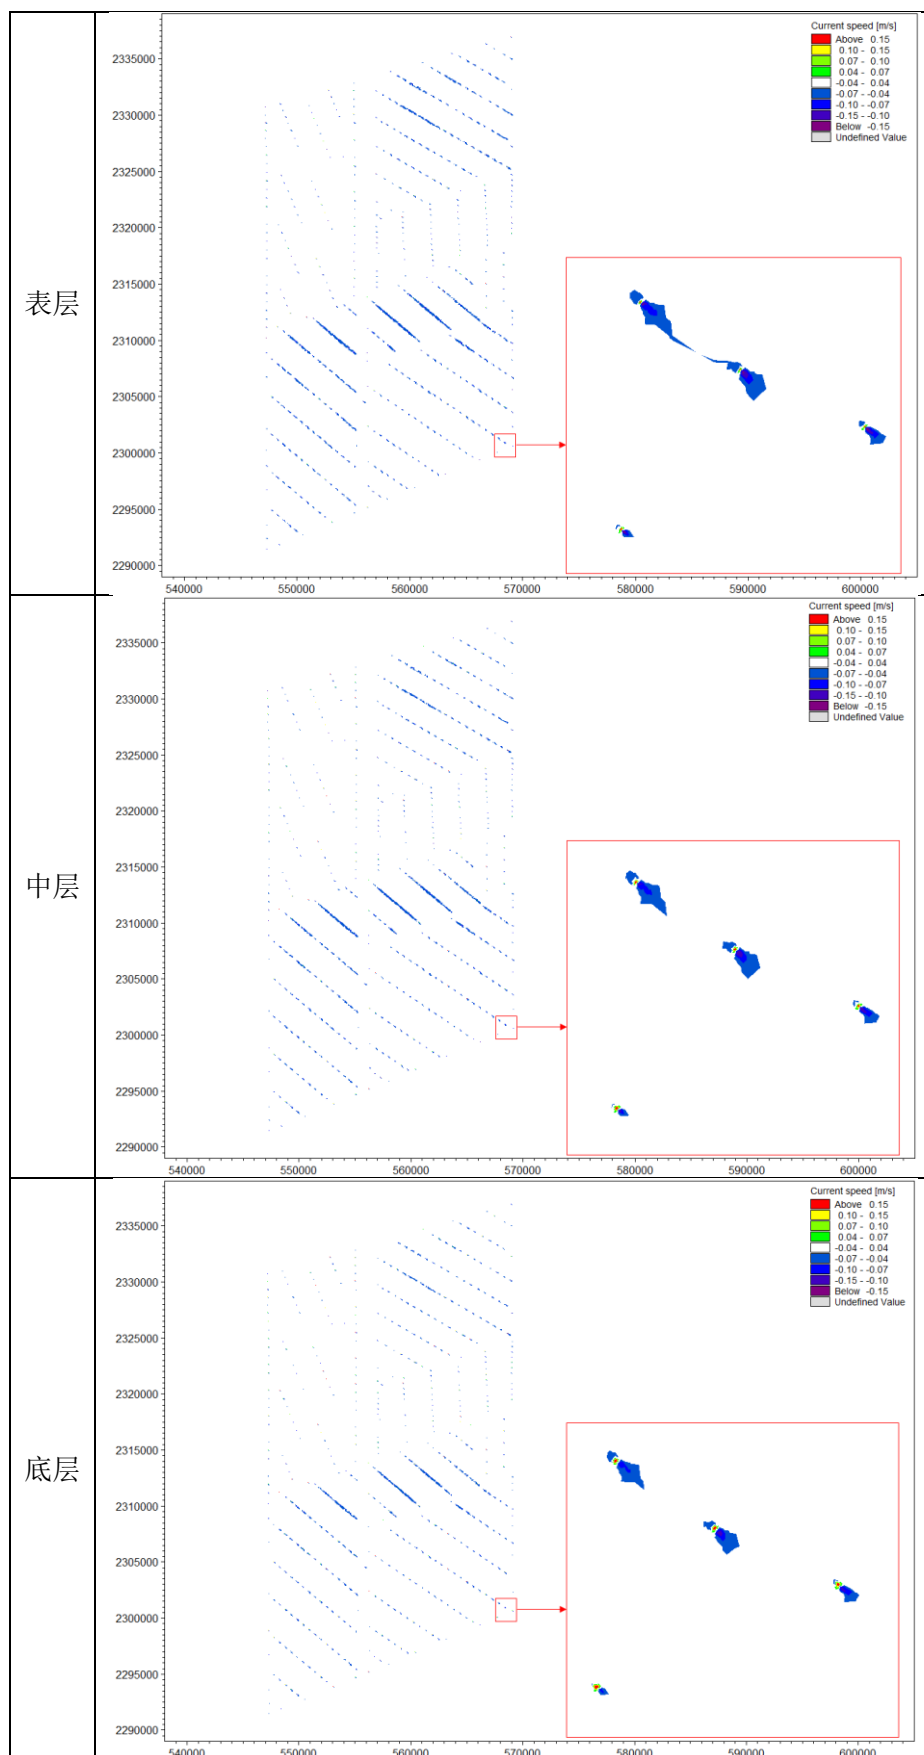 表层
Current speed [m/s]
Above 0.15
0.10 - 0.15
0.07 - 0.10
0.04 - 0.07
-0.04 - 0.04
-0.07 - -0.04
-0.10 - -0.07
-0.15 - -0.10
Below -0.15
Undefined Value
2335000
2330000
2325000
2320000
2315000
2310000
2305000
2300000
2295000
2290000
540000 550000 560000 570000 580000 590000 600000
中层
Current speed [m/s]
Above 0.15
0.10 - 0.15
0.07 - 0.10
0.04 - 0.07
-0.04 - 0.04
-0.07 - -0.04
-0.10 - -0.07
-0.15 - -0.10
Below -0.15
Undefined Value
2335000
2330000
2325000
2320000
2315000
2310000
2305000
2300000
2295000
2290000
540000 550000 560000 570000 580000 590000 600000
底层
Current speed [m/s]
Above 0.15
0.10 - 0.15
0.07 - 0.10
0.04 - 0.07
-0.04 - 0.04
-0.07 - -0.04
-0.10 - -0.07
-0.15 - -0.10
Below -0.15
Undefined Value
2335000
2330000
2325000
2320000
2315000
2310000
2305000
2300000
2295000
2290000
540000 550000 560000 570000 580000 590000 600000